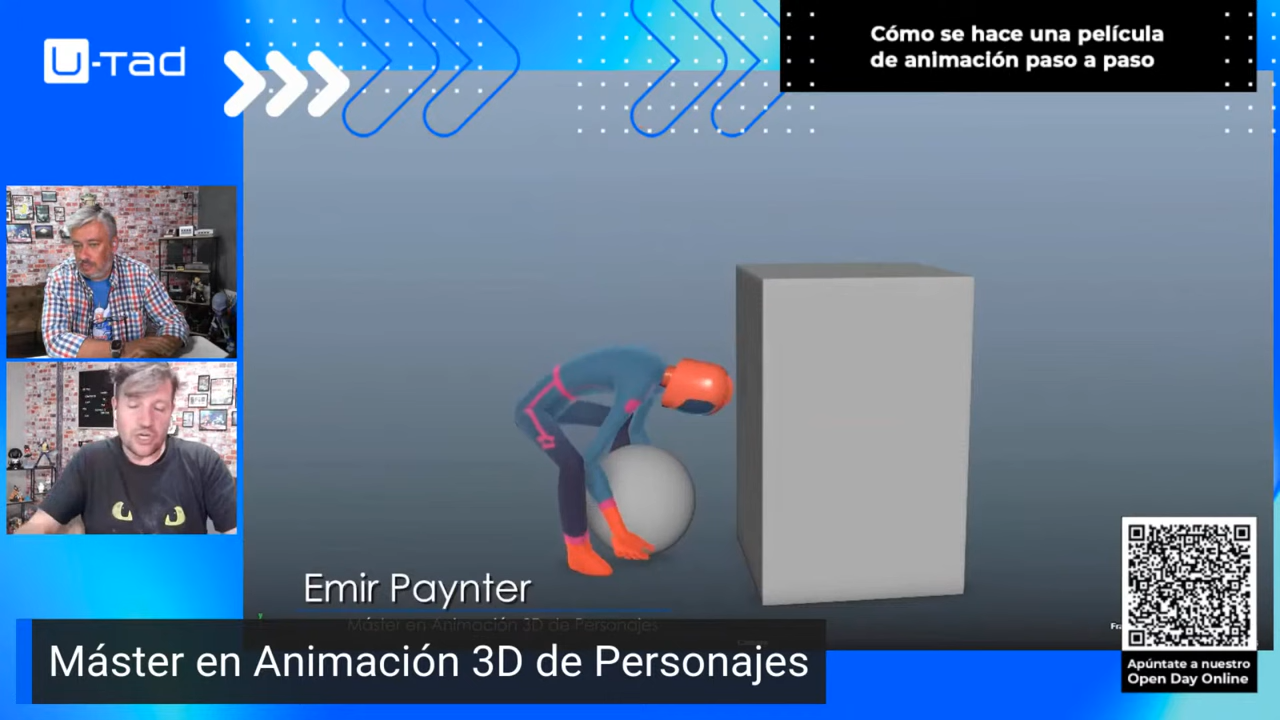 U-tad
Cómo se hace una película
de animación paso a paso
Emir Paynter
Máster en Animación 3D de Personajes
Máster en Animación 3D de Personajes
Apúntate a nuestro
Open Day Online